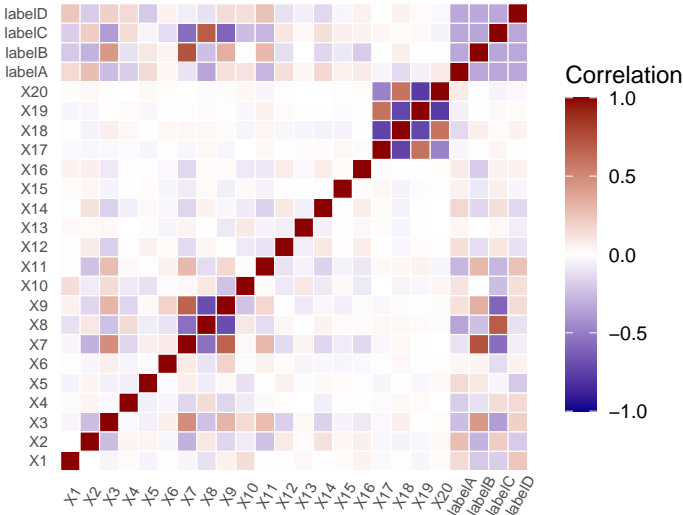 labelD
labelC
labelB
labelA
X20
X19
X18
X17
X16
X15
X14
X13
X12
X11
X10
X9
X8
X7
X6
X5
X4
X3
X2
X1
X1 X2 X3 X4 X5 X6 X7 X8 X9 X10 X11 X12 X13 X14 X15 X16 X17 X18 X19 X20 labelA labelB labelC labelD
Correlation
1.0
0.5
0.0
−0.5
−1.0